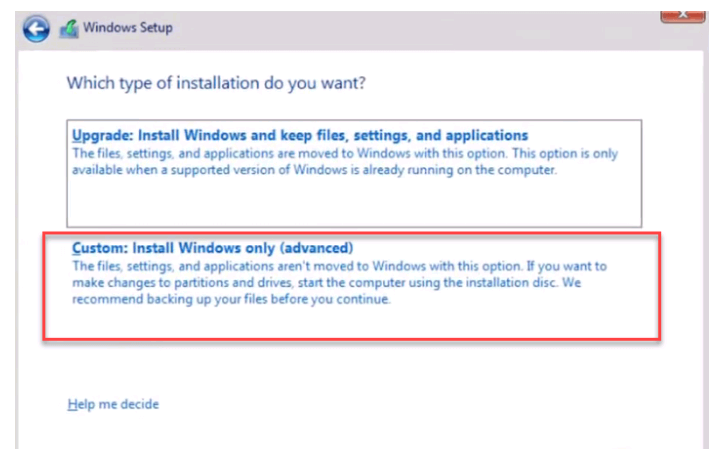 Windows Setup
Which type of installation do you want?
Upgrade: Install Windows and keep files, settings, and applications
The files, settings, and applications are moved to Windows with this option. This option is only
available when a supported version of Windows is already running on the computer.
Custom: Install Windows only (advanced)
The files, settings, and applications aren't moved to Windows with this option. If you want to
make changes to partitions and drives, start the computer using the installation disc. We
recommend backing up your files before you continue.
Help me decide